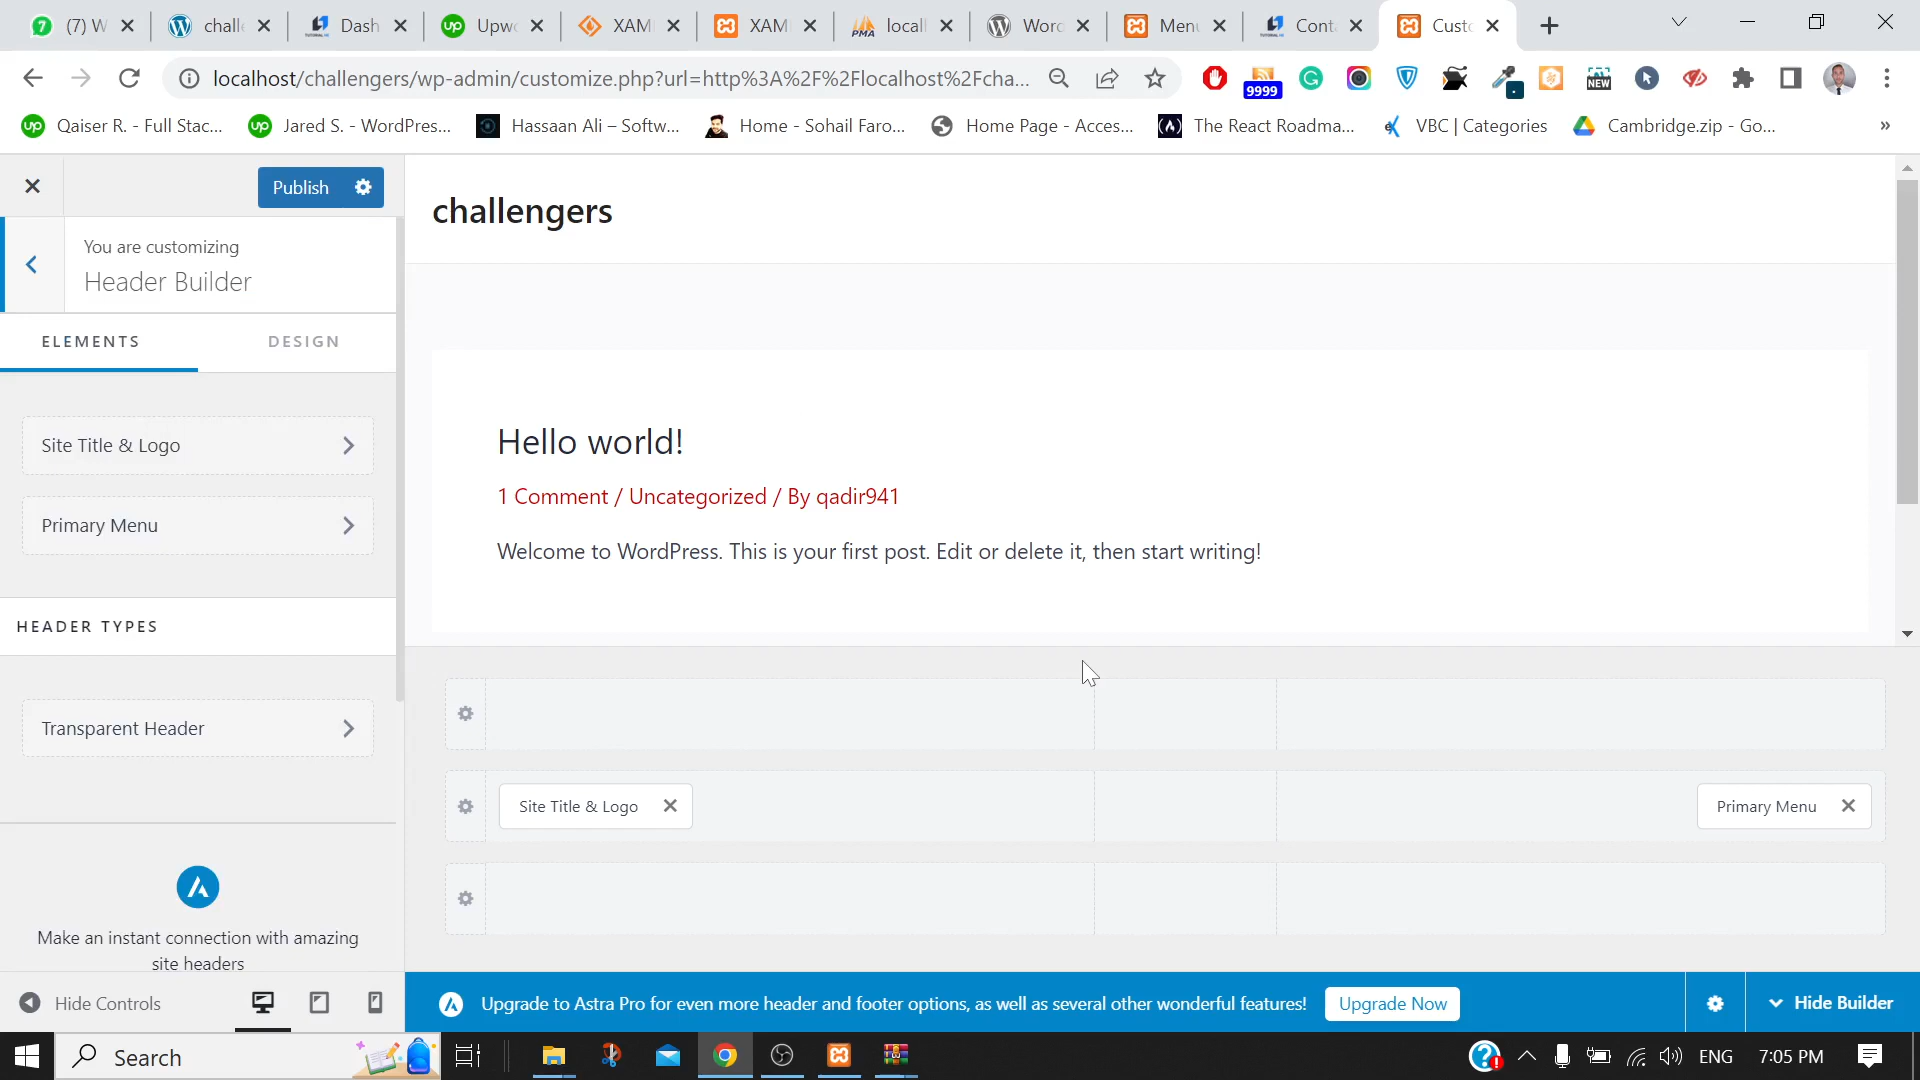 (7) W
chall
Dash
Upwo
XAM
XAM
locall
PMA
Word
Menu
Cont
Custo
localhost/challengers/wp-admin/customize.php?url=http%3A%2F%2Flocalhost%2Fcha...
9999
NEW
Qaiser R. - Full Stac...
Jared S. - WordPres...
Hassaan Ali – Softw...
Home - Sohail Faro...
Home Page - Acces...
The React Roadma...
VBC | Categories
Cambridge.zip - Go...
»
Publish
You are customizing
Header Builder
ELEMENTS
DESIGN
Site Title & Logo
Primary Menu
HEADER TYPES
Transparent Header
Make an instant connection with amazing
site headers
Hide Controls
challengers
Hello world!
1 Comment / Uncategorized / By qadir941
Welcome to WordPress. This is your first post. Edit or delete it, then start writing!
Site Title & Logo
Primary Menu
Upgrade to Astra Pro for even more header and footer options, as well as several other wonderful features!
Upgrade Now
Hide Builder
Search
ENG
7:05 PM